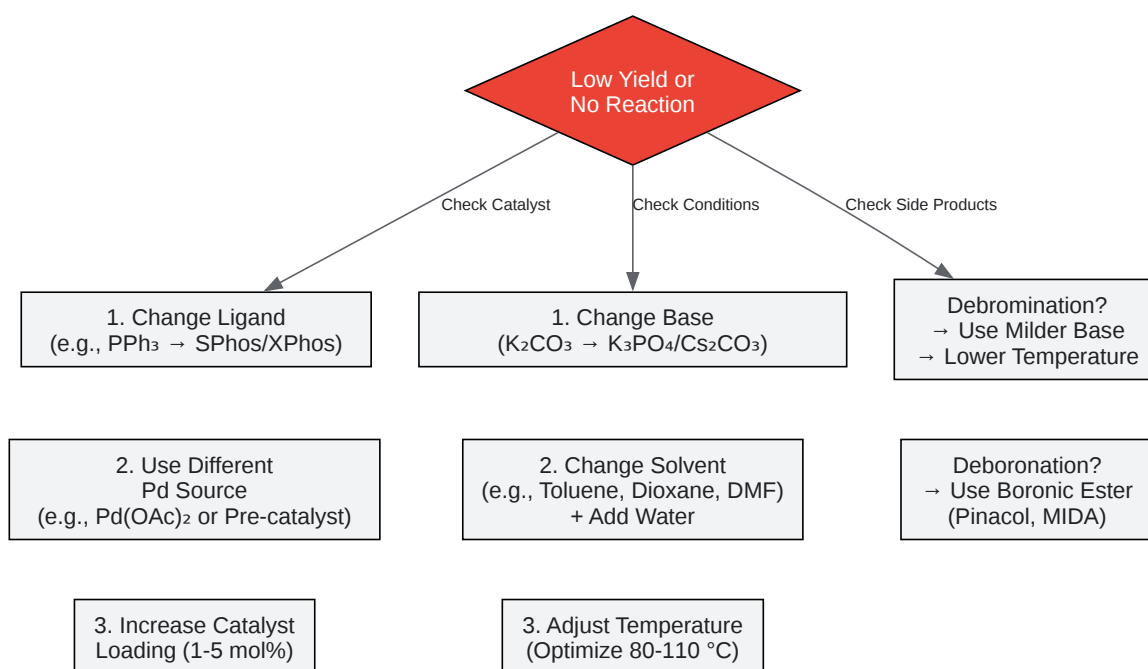 Low Yield or
No Reaction
Check Catalyst
Check Conditions
Check Side Products
1. Change Ligand
(e.g., PPh₃ → SPhos/XPhos)
1. Change Base
(K₂CO₃ → K₃PO₄/Cs₂CO₃)
Debromination?
→ Use Milder Base
→ Lower Temperature
2. Use Different
Pd Source
(e.g., Pd(OAc)₂ or Pre-catalyst)
2. Change Solvent
(e.g., Toluene, Dioxane, DMF)
+ Add Water
Deboronation?
→ Use Boronic Ester
(Pinacol, MIDA)
3. Increase Catalyst
Loading (1-5 mol%)
3. Adjust Temperature
(Optimize 80-110 °C)